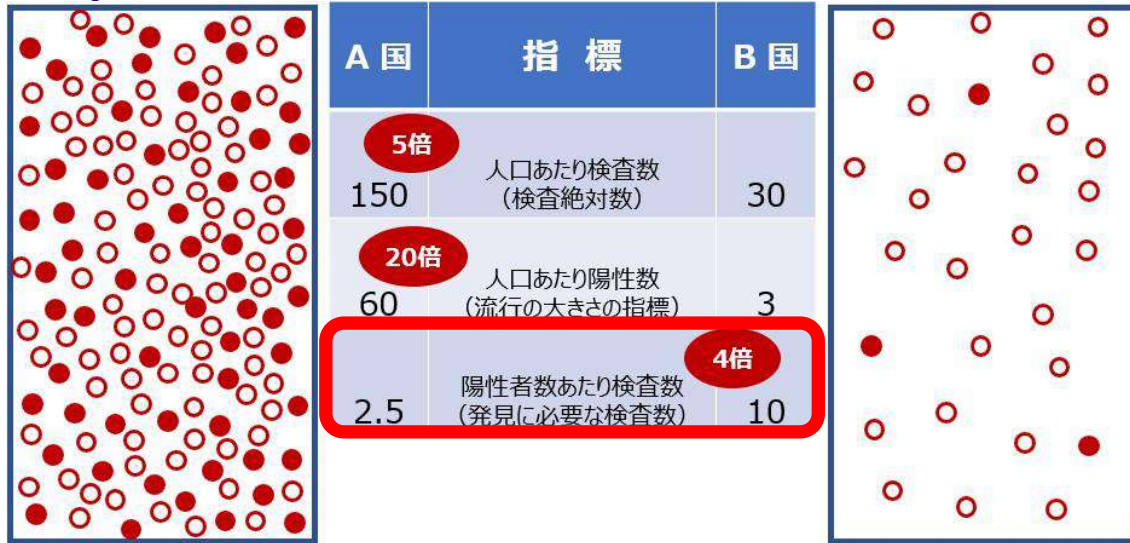 A 国 指 標 B 国
5倍
人口あたり検査数
150 (検査絶対数) 30
20倍
人口あたり陽性数
60 (流行の大きさの指標) 3
4倍
陽性者数あたり検査数
2.5 (発見に必要な検査数) 10